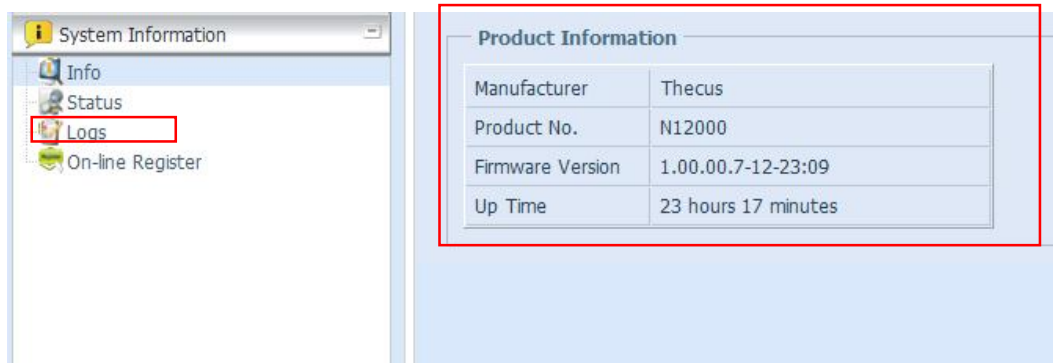 System Information
Info
Status
Logs
On-line Register
Product Information
Manufacturer Thecus
Product No. N12000
Firmware Version 1.00.00.7-12-23:09
Up Time 23 hours 17 minutes